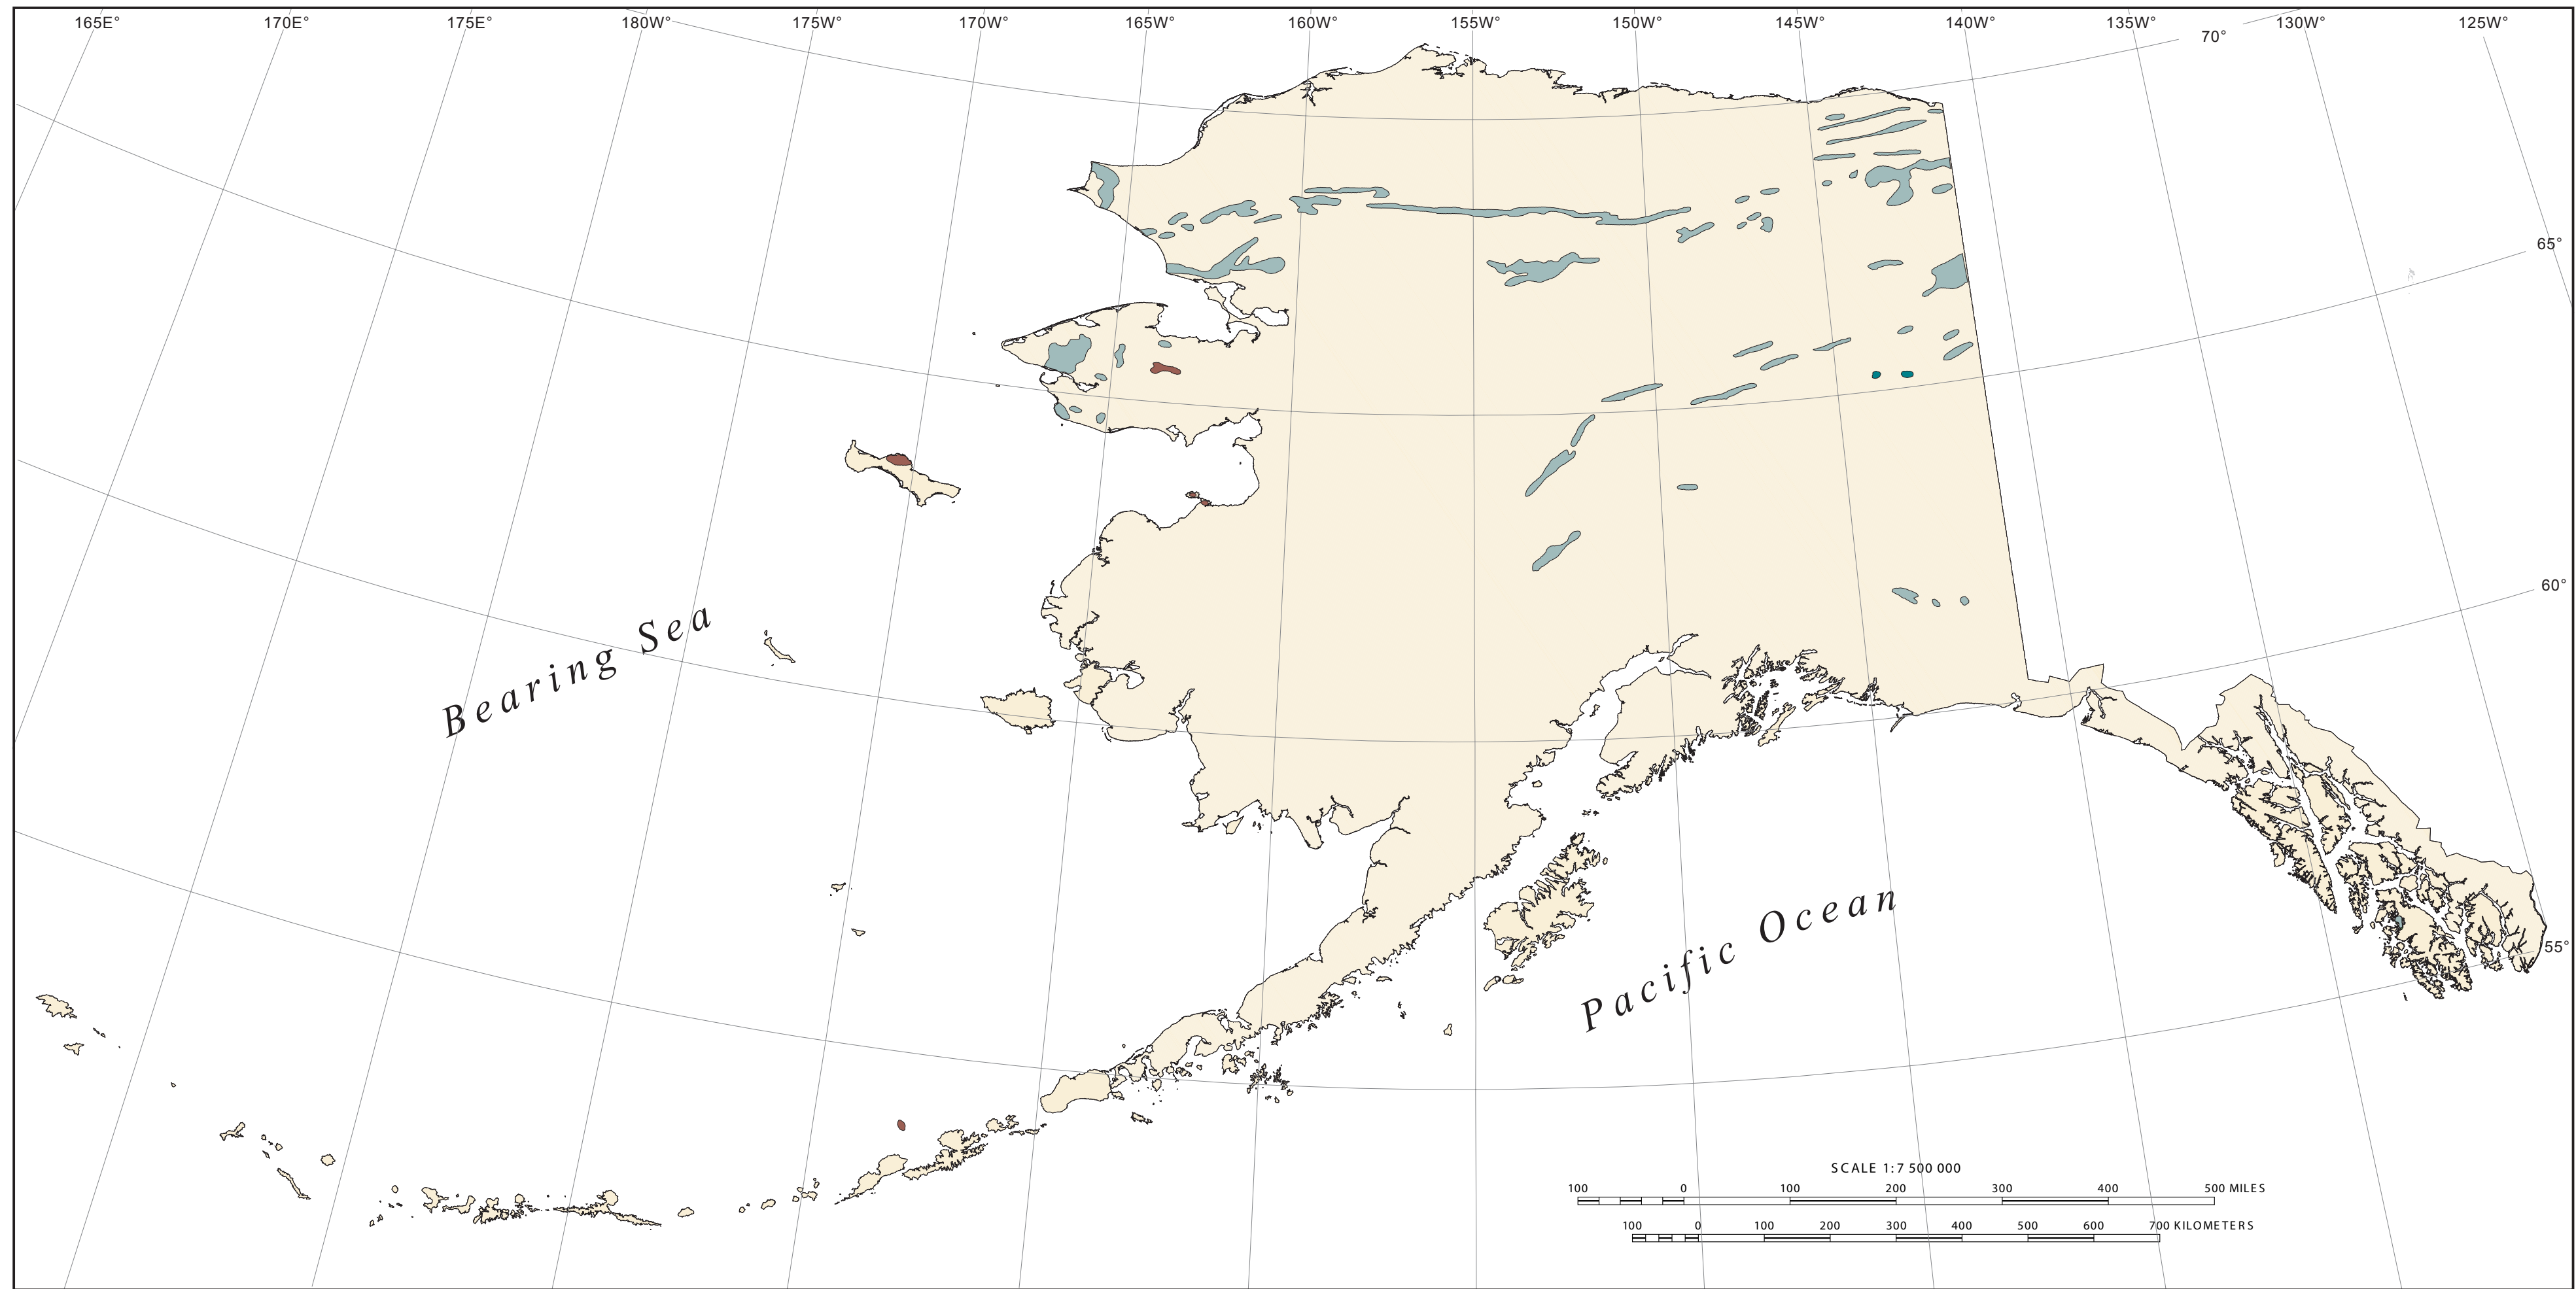 165E° 170E° 175E° 180W° 175W° 170W° 165W° 160W° 155W° 150W° 145W° 140W° 135W° 130W° 125W°
70°
65°
60°
Bearing Sea
Pacific Ocean
55°
SCALE 1:7 500 000
100 0 100 200 300 400 500 MILES
100 0 100 200 300 400 500 600 700 KILOMETERS